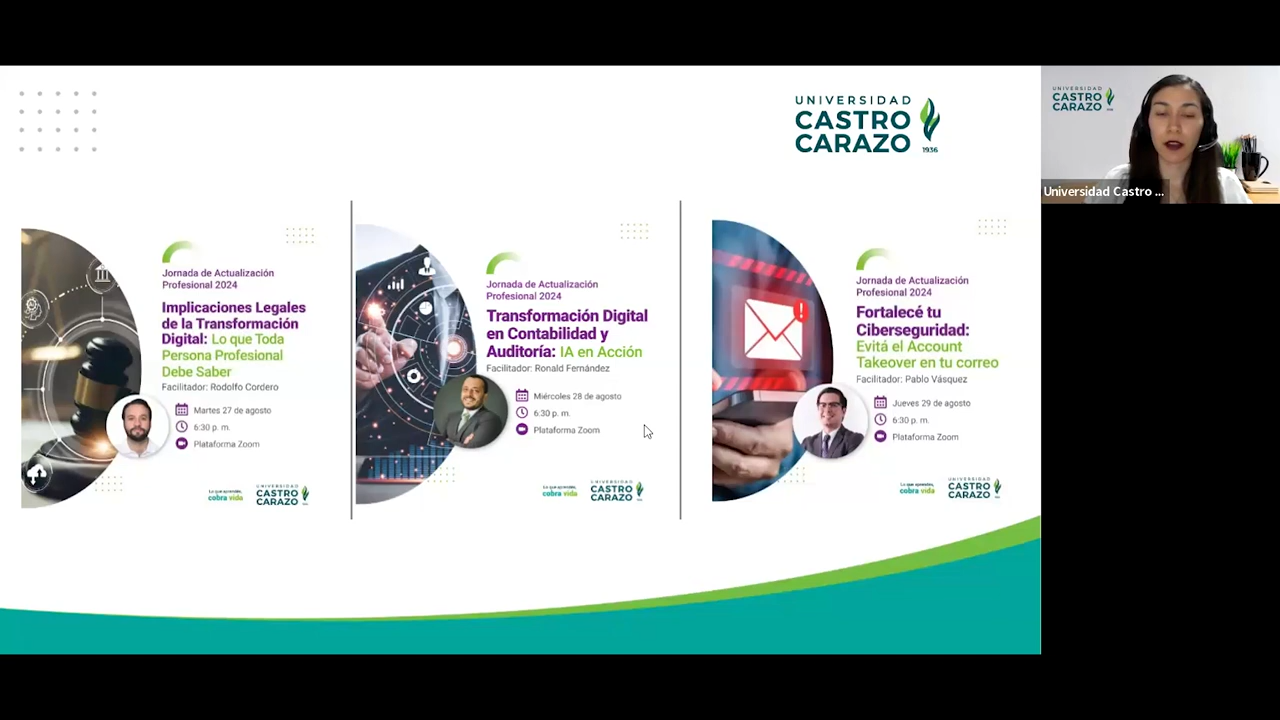 UNIVERSIDAD
CASTRO
CARAZO
1936
Jornada de Actualización
Profesional 2024
Implicaciones Legales
de la Transformación
Digital: Lo que Toda
Persona Profesional
Debe Saber
Facilitador: Rodolfo Cordero
Martes 27 de agosto
6:30 p. m.
Plataforma Zoom
Lo que aprendés,
cobra vida
UNIVERSIDAD
CASTRO
CARAZO
Jornada de Actualización
Profesional 2024
Transformación Digital
en Contabilidad y
Auditoría: IA en Acción
Facilitador: Ronald Fernández
Miércoles 28 de agosto
6:30 p. m.
Plataforma Zoom
Lo que aprendés,
cobra vida
UNIVERSIDAD
CASTRO
CARAZO
Jornada de Actualización
Profesional 2024
Fortalecé tu
Ciberseguridad:
Evitá el Account
Takeover en tu correo
Facilitador: Pablo Vásquez
Jueves 29 de agosto
6:30 p. m.
Plataforma Zoom
Lo que aprendés,
cobra vida
UNIVERSIDAD
CASTRO
CARAZO
UNIVERSIDAD
CASTRO
CARAZO
Universidad Castro ...